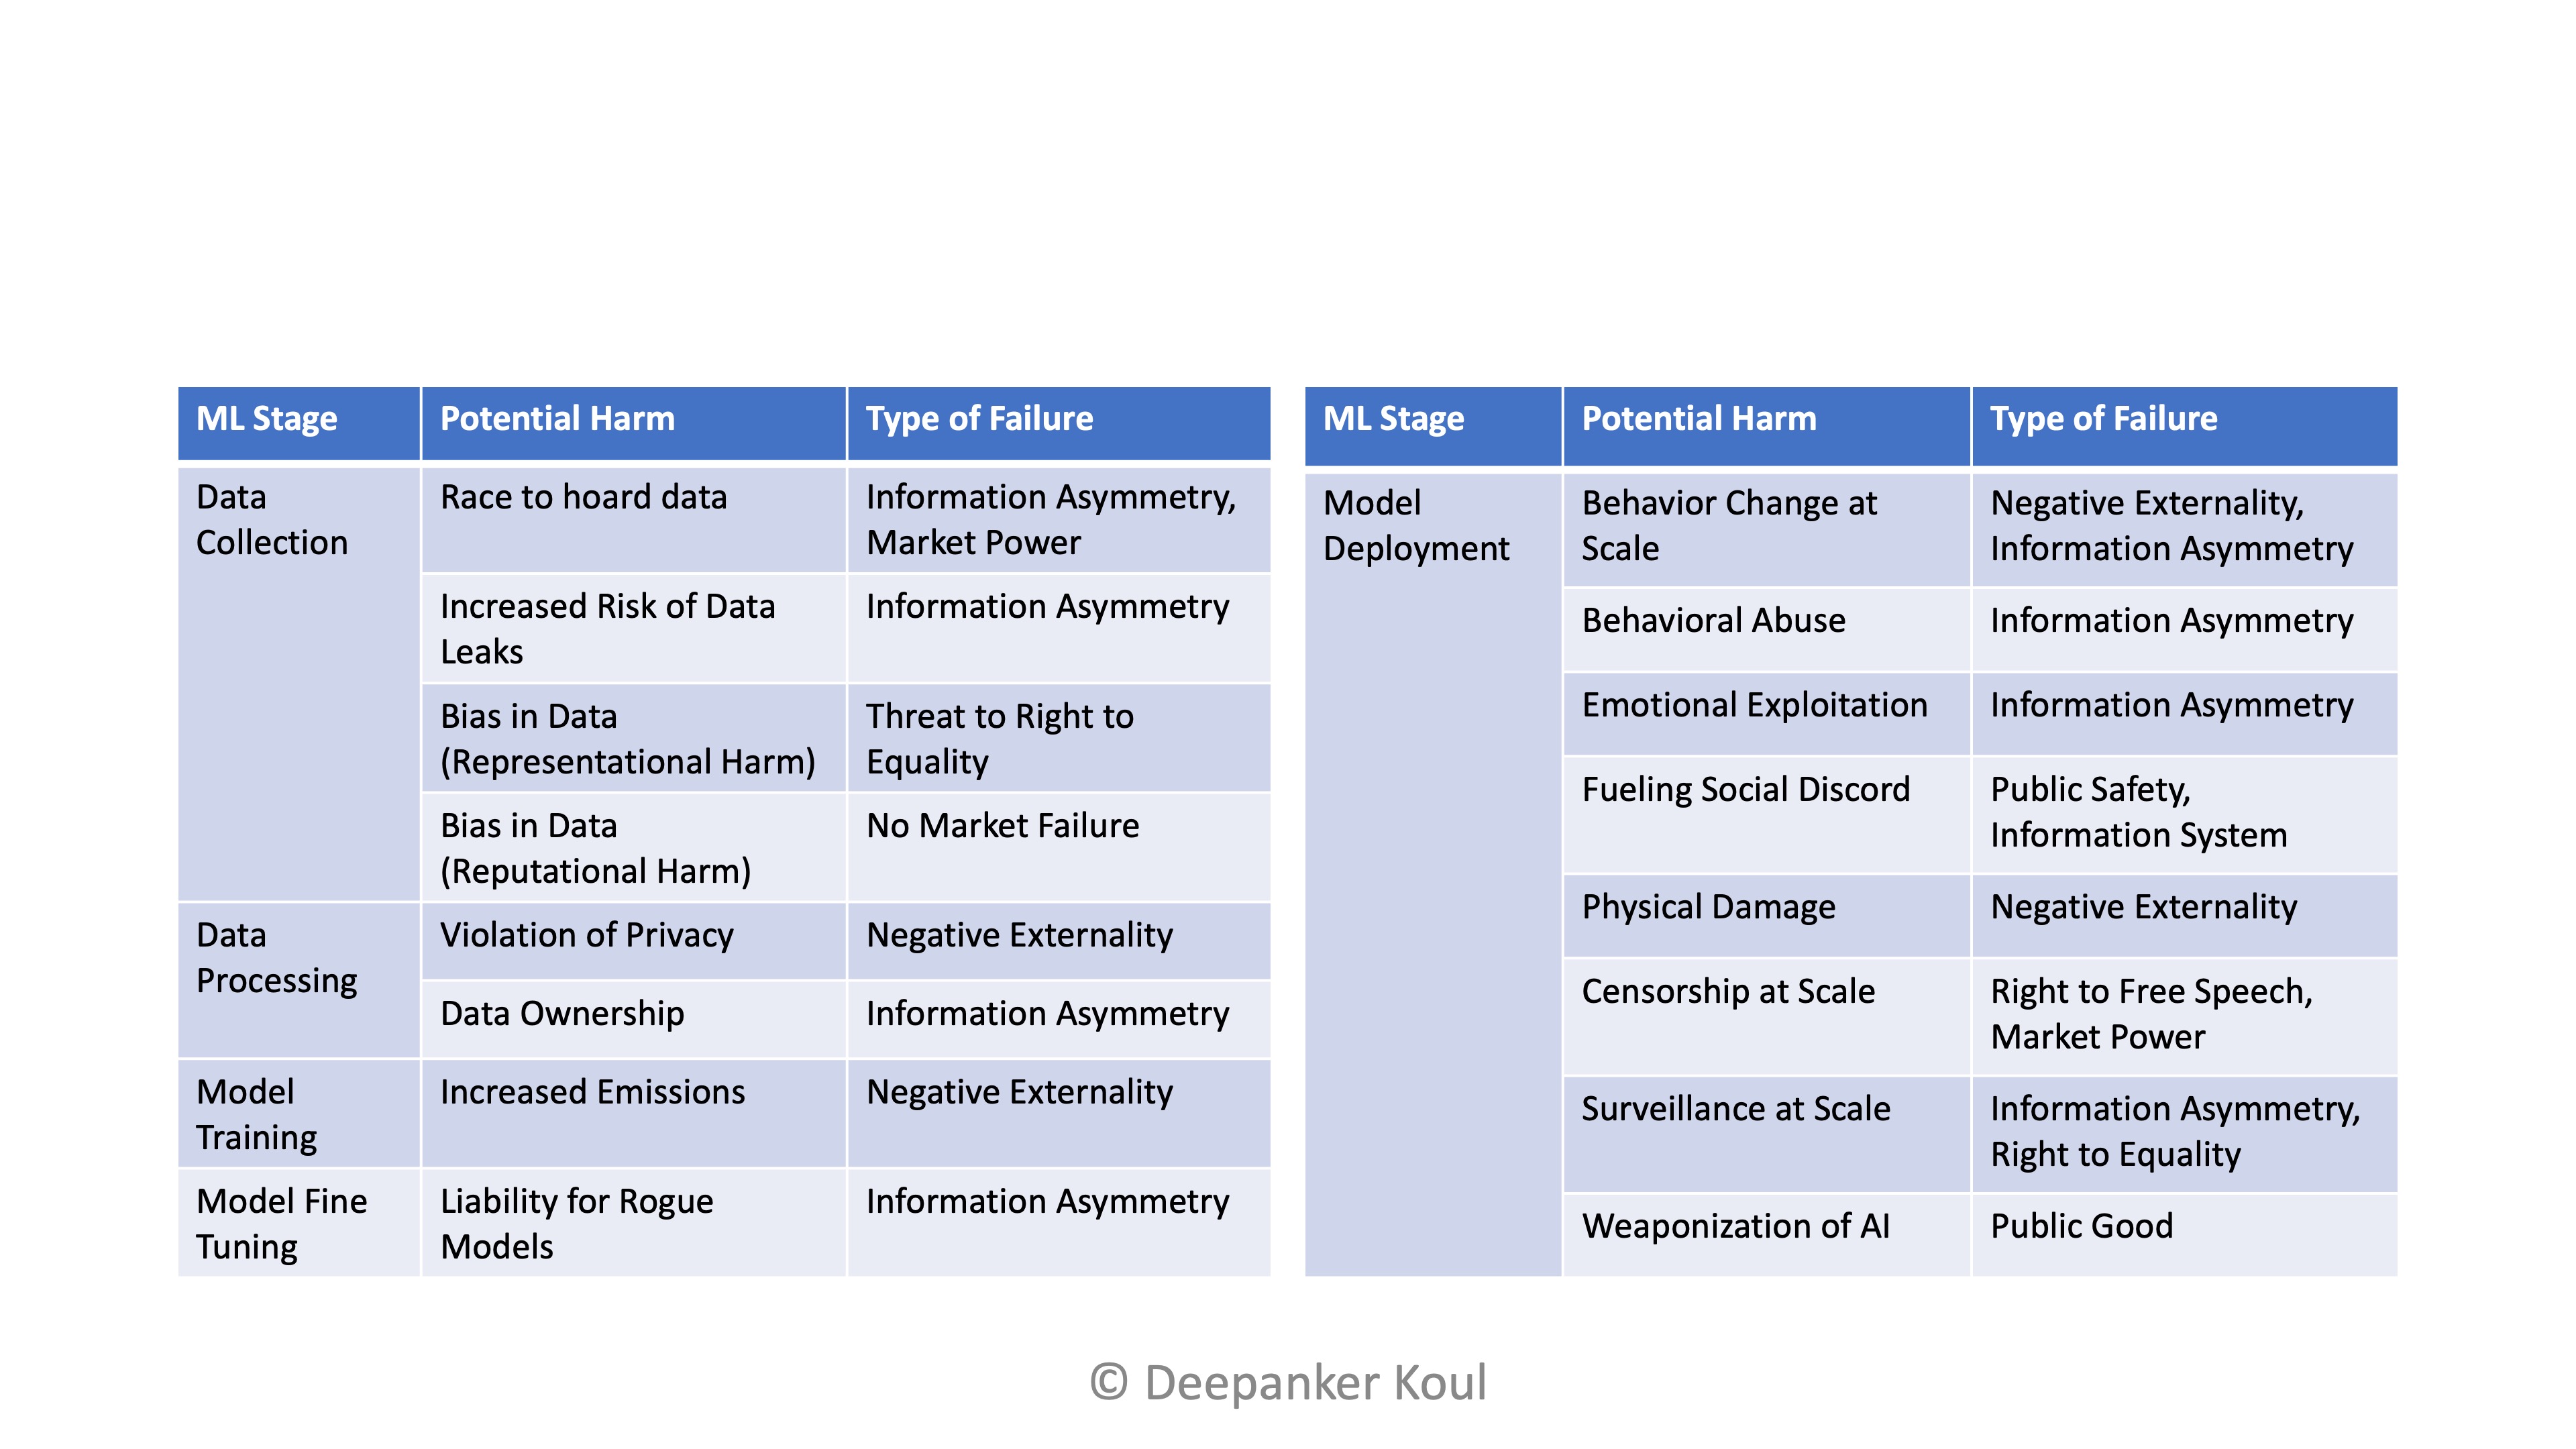 ML Stage
Potential Harm
Type of Failure
Data
Collection
Race to hoard data
Information Asymmetry,
Market Power
Increased Risk of Data
Leaks
Information Asymmetry
Bias in Data
(Representational Harm)
Threat to Right to
Equality
Bias in Data
(Reputational Harm)
No Market Failure
Data
Processing
Violation of Privacy
Negative Externality
Data Ownership
Information Asymmetry
Model
Training
Increased Emissions
Negative Externality
Model Fine
Tuning
Liability for Rogue
Models
Information Asymmetry
ML Stage
Potential Harm
Type of Failure
Model
Deployment
Behavior Change at
Scale
Negative Externality,
Information Asymmetry
Behavioral Abuse
Information Asymmetry
Emotional Exploitation
Information Asymmetry
Fueling Social Discord
Public Safety,
Information System
Physical Damage
Negative Externality
Censorship at Scale
Right to Free Speech,
Market Power
Surveillance at Scale
Information Asymmetry,
Right to Equality
Weaponization of AI
Public Good
© Deepanker Koul